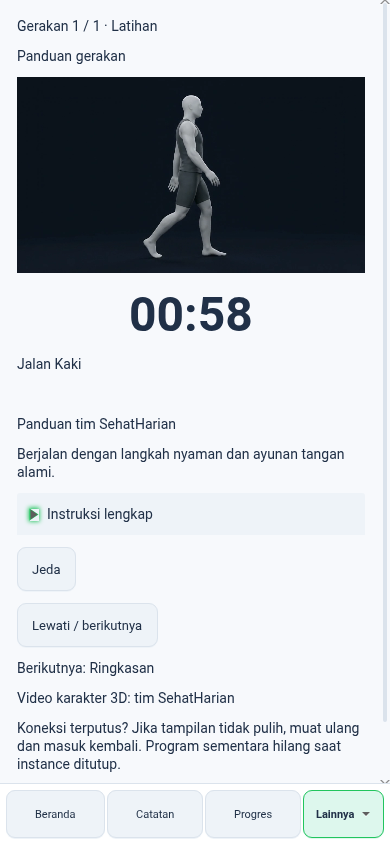 Gerakan 1 / 1 · Latihan
Panduan gerakan
00:58
Jalan Kaki
Panduan tim SehatHarian
Berjalan dengan langkah nyaman dan ayunan tangan
alami.
Instruksi lengkap
Jeda
Lewati / berikutnya
Berikutnya: Ringkasan
Video karakter 3D: tim SehatHarian
Koneksi terputus? Jika tampilan tidak pulih, muat ulang
dan masuk kembali. Program sementara hilang saat
instance ditutup.
Beranda
Catatan
Progres
Lainnya